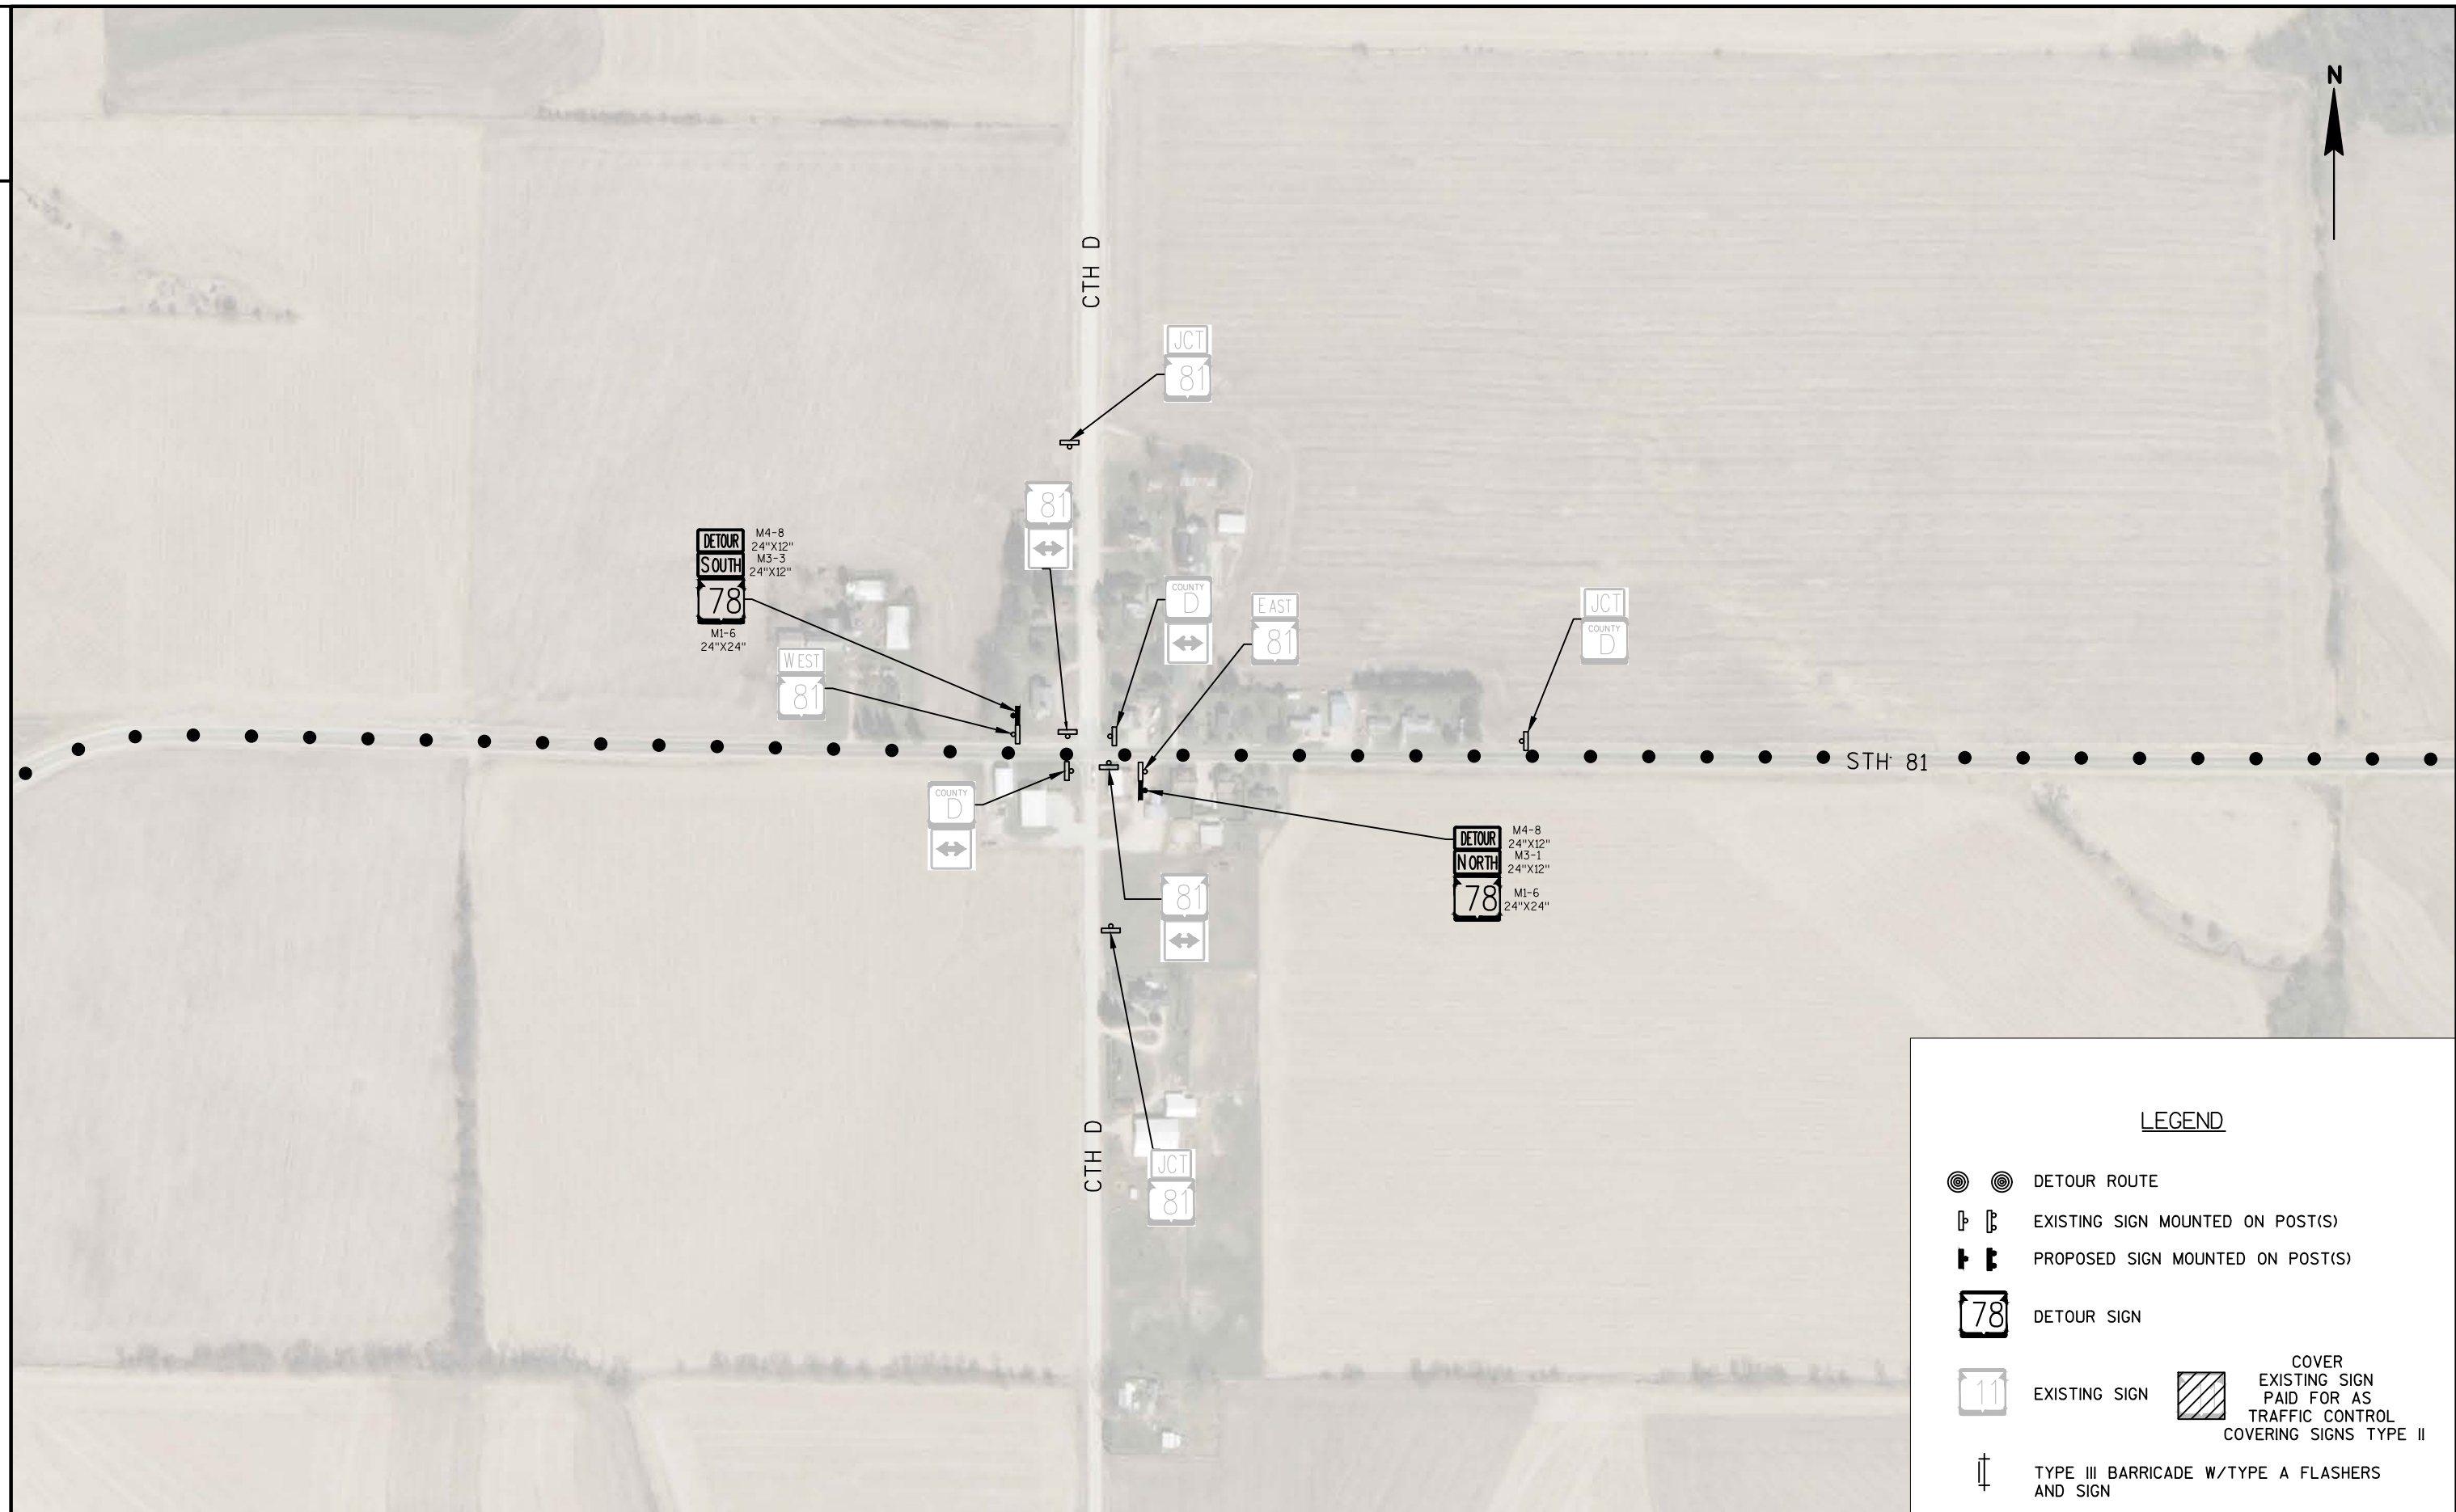 N
CTH D
JCT
81
81
DETOUR
M4-8
24"X12"
SOUTH
M3-3
24"X12"
78
M1-6
24"X24"
WEST
81
COUNTY
D
EAST
81
JCT
COUNTY
D
STH 81
COUNTY
D
DETOUR
M4-8
24"X12"
NORTH
M3-1
24"X12"
78
M1-6
24"X24"
81
CTH D
JCT
81
LEGEND
DETOUR ROUTE
EXISTING SIGN MOUNTED ON POST(S)
PROPOSED SIGN MOUNTED ON POST(S)
78
DETOUR SIGN
11
EXISTING SIGN
COVER
EXISTING SIGN
PAID FOR AS
TRAFFIC CONTROL
COVERING SIGNS TYPE II
TYPE III BARRICADE W/TYPE A FLASHERS
AND SIGN